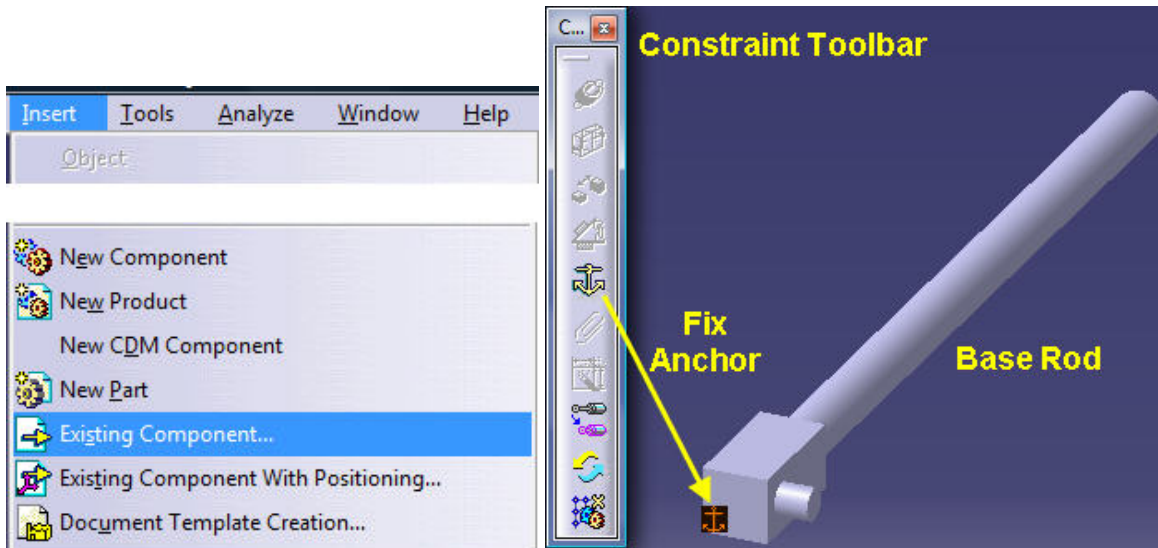 Insert Tools Analyze Window Help
Object
New Component
New Product
New CDM Component
New Part
Existing Component...
Existing Component With Positioning...
Document Template Creation...
C...
Constraint Toolbar
Fix
Anchor
Base Rod